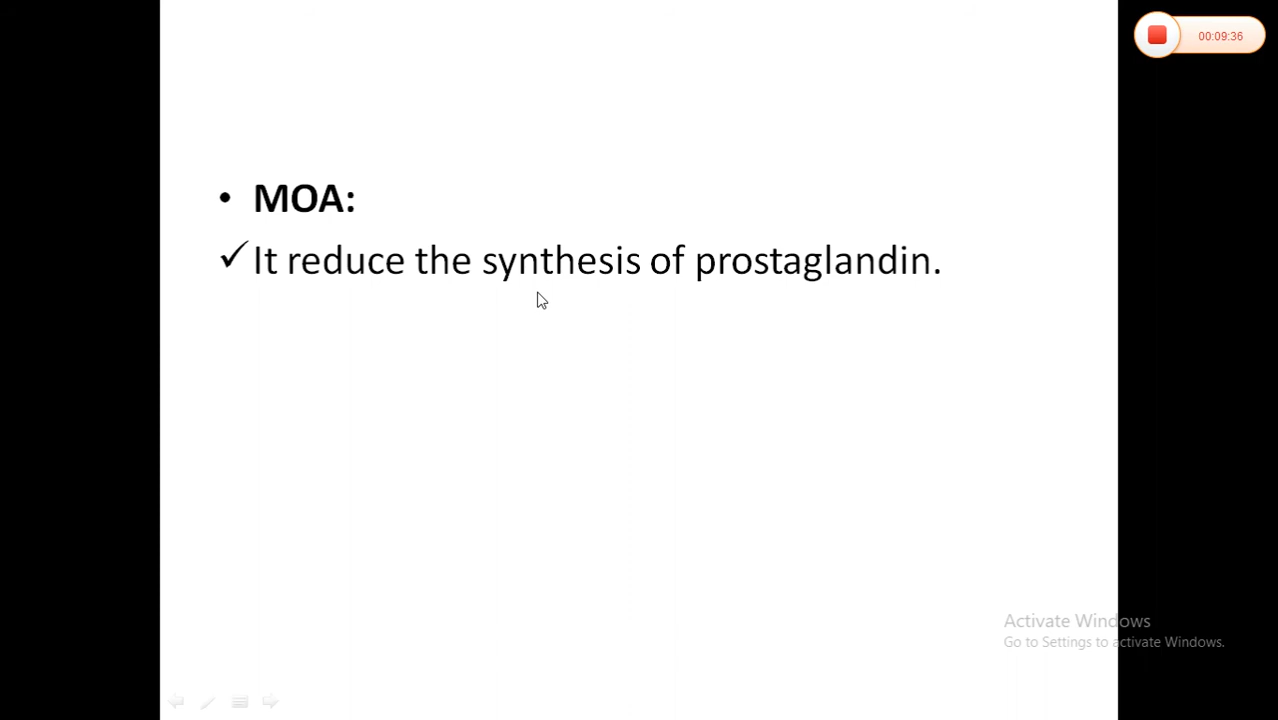 00:09:36
• MOA:
✓It reduce the synthesis of prostaglandin.
Activate Windows
Go to Settings to activate Windows.